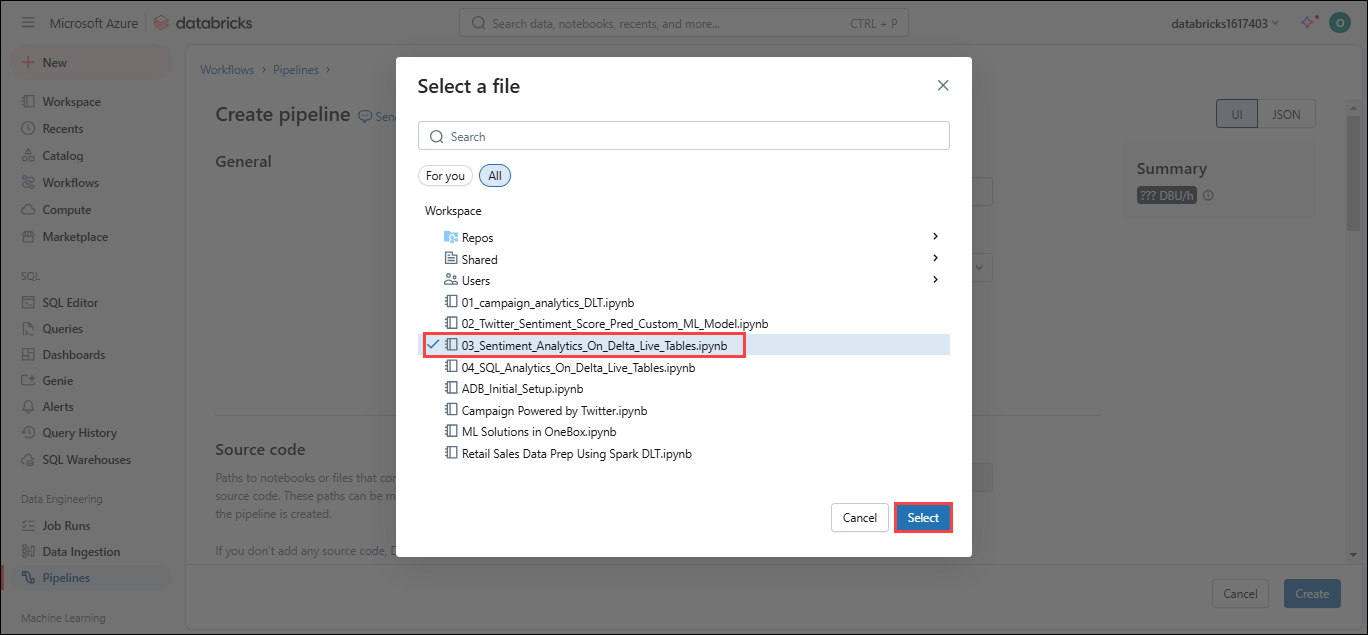 Microsoft Azure databricks
Search data, notebooks, recents, and more...
CTRL + P
databricks1617403
O
New
Workspace
Recents
Catalog
Workflows
Compute
Marketplace
SQL
SQL Editor
Queries
Dashboards
Genie
Alerts
Query History
SQL Warehouses
Data Engineering
Job Runs
Data Ingestion
Pipelines
Machine Learning
Workflows > Pipelines >
Create pipeline
General
Source code
Paths to notebooks or files that
source code. These paths can be
the pipeline is created.
If you don't add any source code,
Select a file
Search
For you
All
Workspace
Repos
Shared
Users
01_campaign_analytics_DLT.ipynb
02_Twitter_Sentiment_Score_Pred_Custom_ML_Model.ipynb
03_Sentiment_Analytics_On_Delta_Live_Tables.ipynb
04_SQL_Analytics_On_Delta_Live_Tables.ipynb
ADB_Initial_Setup.ipynb
Campaign Powered by Twitter.ipynb
ML Solutions in OneBox.ipynb
Retail Sales Data Prep Using Spark DLT.ipynb
Cancel
Select
UI
JSON
Summary
??? DBU/h
Cancel
Create